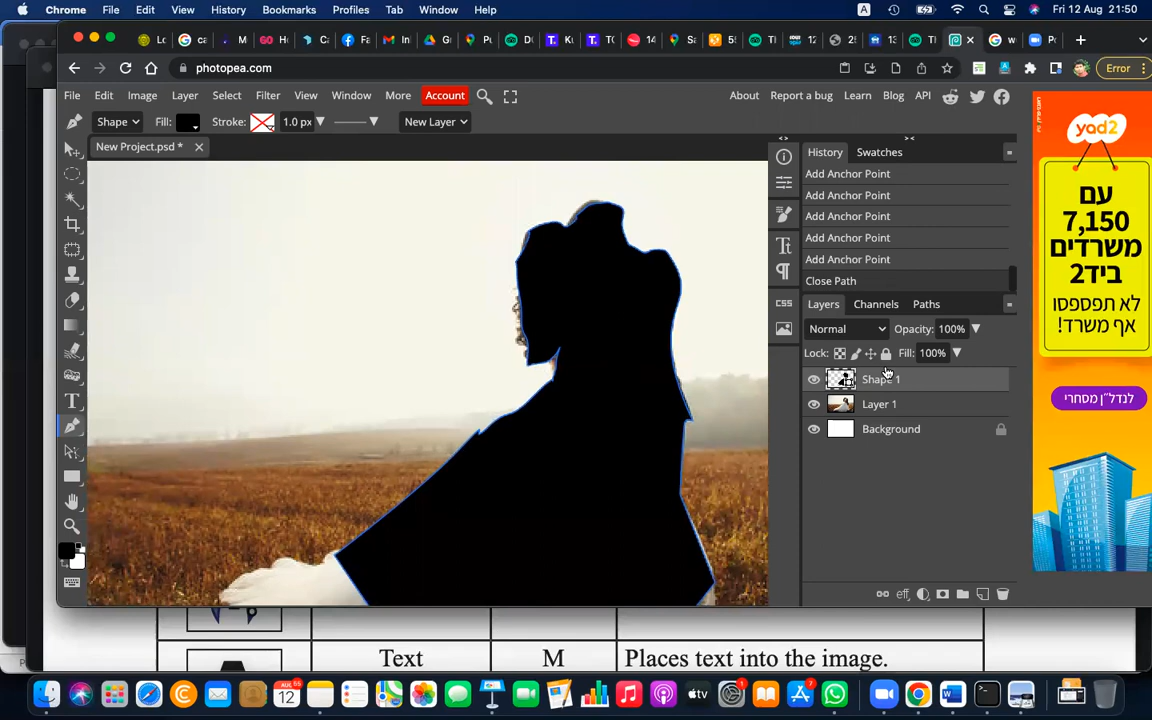 Chrome File Edit View History Bookmarks Profiles Tab Window Help A Fri 12 Aug 21:50
photopea.com Error
File Edit Image Layer Select Filter View Window More Account About Report a bug Learn Blog API
Shape Fill: Stroke: 1.0 px New Layer
New Project.psd *
History Swatches
Add Anchor Point
Add Anchor Point
Add Anchor Point
Add Anchor Point
Add Anchor Point
Close Path
Layers Channels Paths
Normal Opacity: 100%
Lock: Fill: 100%
Shape 1
Layer 1
Background
CSS
eff
yad2
עם
7,150
משרדים
ביד2
לא תפספסו
אף משרד!
לנדל״ן מסחרי
Text M Places text into the image.